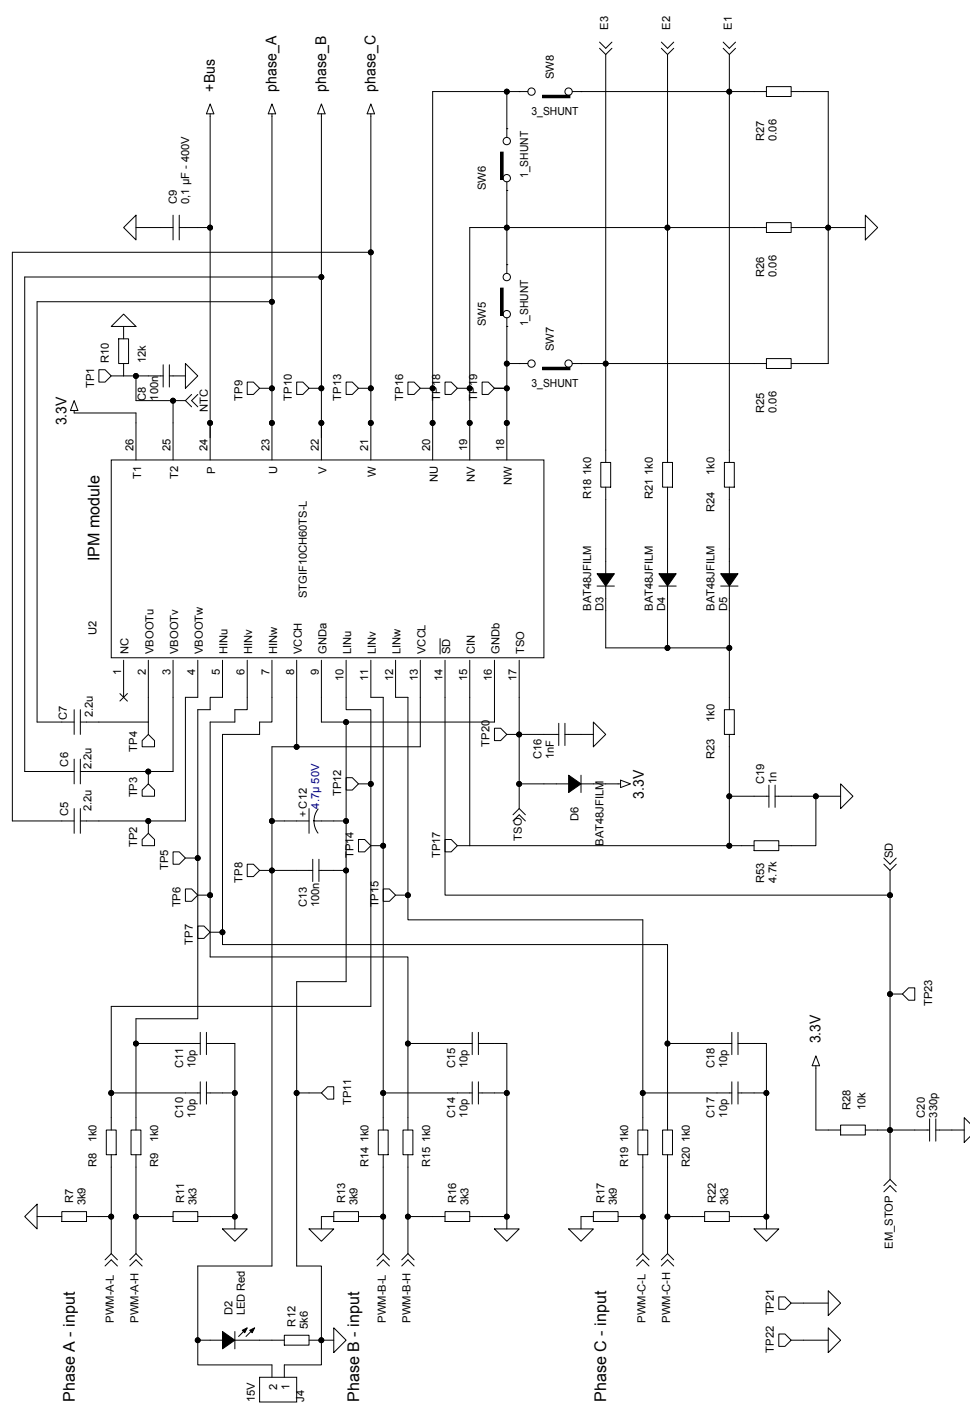 Phase A - input
PWM-A-L
PWM-A-H
R7
3k9
R8 1k0
R9 1k0
R11
3k3
C10
10p
C11
10p
15V
2
1
J4
D2
LED Red
R12
5k6
TP11
Phase B - input
PWM-B-L
PWM-B-H
R13
3k9
R14 1k0
R15 1k0
R16
3k3
C14
10p
C15
10p
Phase C - input
PWM-C-L
PWM-C-H
R17
3k9
R19 1k0
R20 1k0
R22
3k3
C17
10p
C18
10p
TP22
TP21
EM_STOP
R28
10k
3.3V
C20
330p
TP23
SD
TP5
TP6
TP7
TP2
TP3
TP4
C5
2.2u
C6
2.2u
C7
2.2u
TP8
C13
100n
+
C12
4.7µ 50V
TP12
TP14
TP15
TP17
TP20
C16
1nF
TSO
D6
BAT48JFILM
3.3V
R53
4.7k
C19
1n
R23
1k0
U2
IPM module
STGIF10CH60TS-L
1
NC
2
VBOOTu
3
VBOOTv
4
VBOOTw
5
HINu
6
HINv
7
HINw
8
VCCH
9
GNDa
10
LINu
11
LINv
12
LINw
13
VCCL
14
SD
15
CIN
16
GNDb
17
TSO
T1
26
T2
25
P
24
U
23
V
22
W
21
NU
20
NV
19
NW
18
3.3V
TP1
R10
12k
C8
100n
NTC
C9
0,1 µF - 400V
+Bus
phase_A
phase_B
phase_C
TP9
TP10
TP13
TP16
TP18
TP19
SW5
1_SHUNT
SW6
1_SHUNT
SW7
3_SHUNT
SW8
3_SHUNT
E3
E2
E1
D3
BAT48JFILM
D4
BAT48JFILM
D5
BAT48JFILM
R18 1k0
R21 1k0
R24
1k0
R25
0.06
R26
0.06
R27
0.06